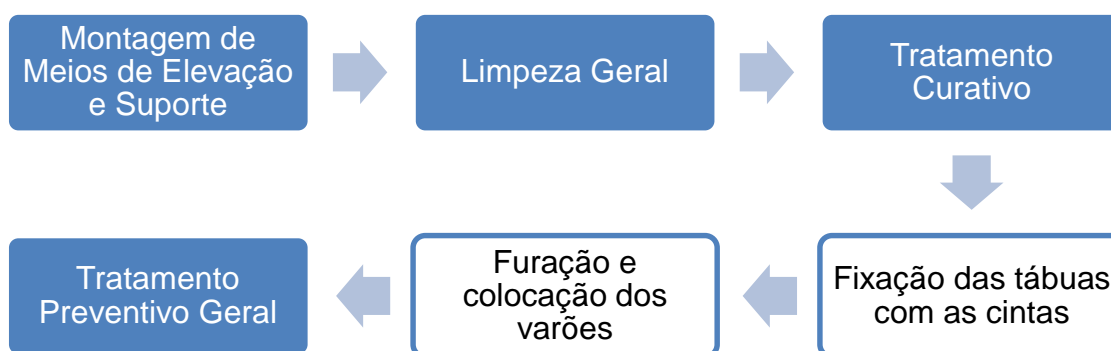 Montagem de
Meios de Elevação
e Suporte
Limpeza Geral
Tratamento
Curativo
Fixação das tábuas
com as cintas
Furação e
colocação dos
varões
Tratamento
Preventivo Geral